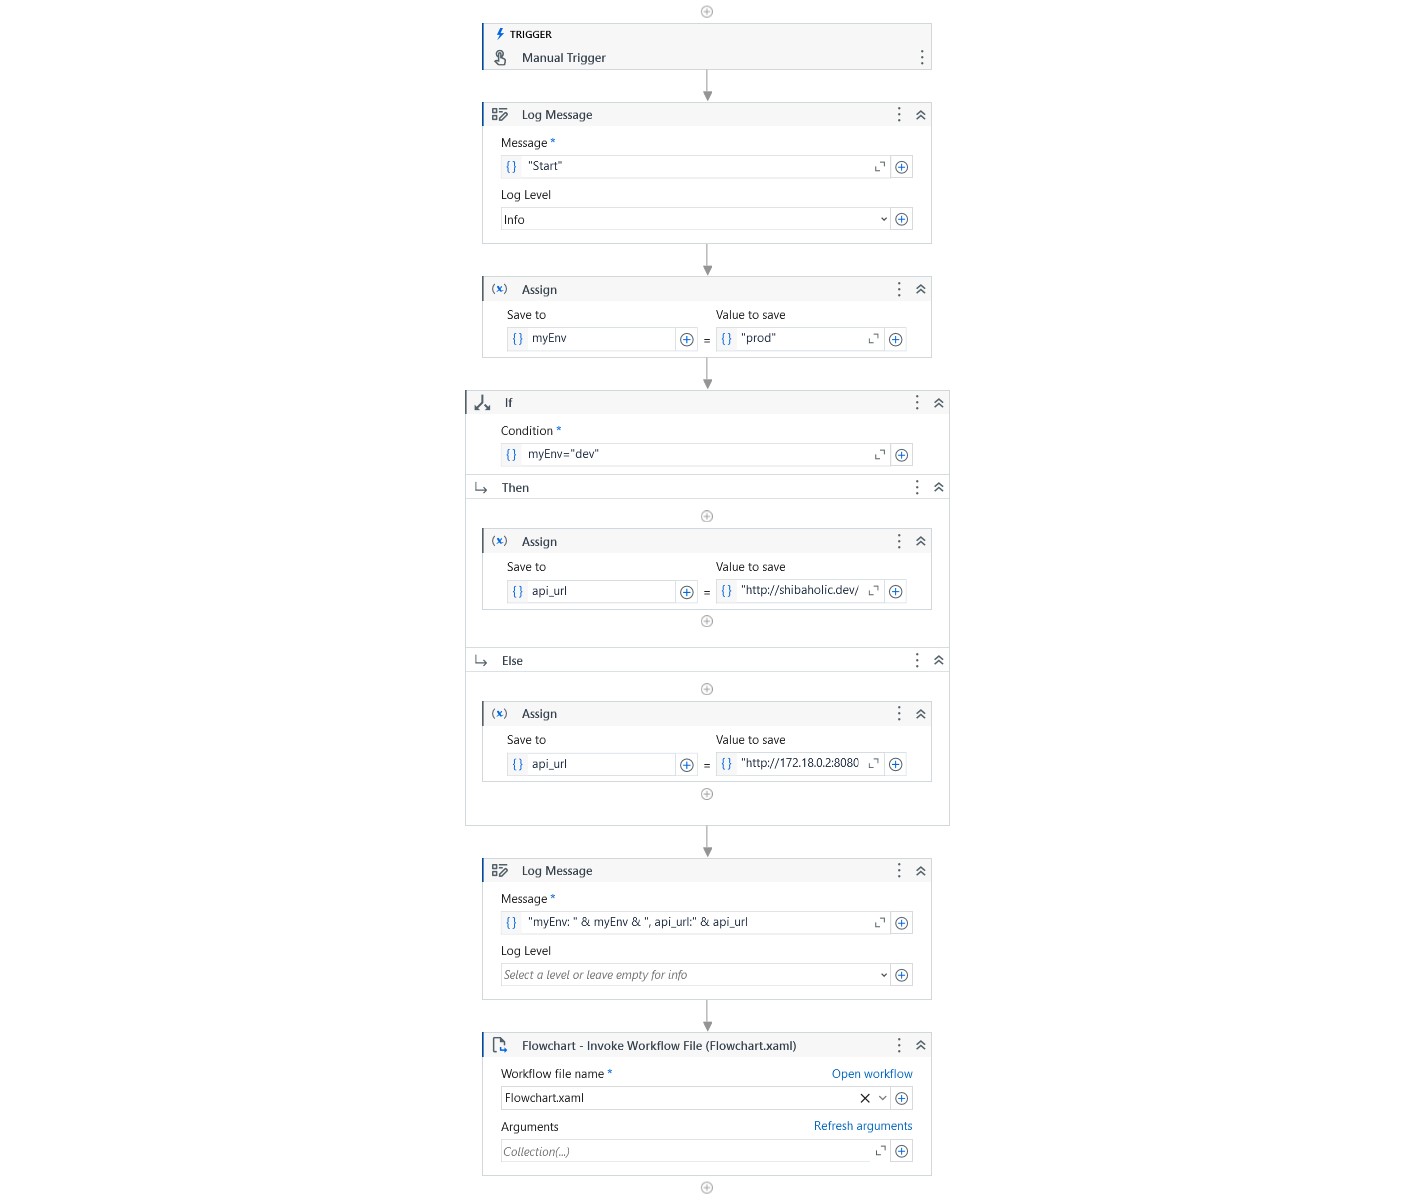 TRIGGER
Manual Trigger
Log Message
Message *
"Start"
Log Level
Info
Assign
Save to Value to save
myEnv = "prod"
If
Condition *
myEnv="dev"
Then
Assign
Save to Value to save
api_url = "http://shibaholic.dev/
Else
Assign
Save to Value to save
api_url = "http://172.18.0.2:8080
Log Message
Message *
"myEnv: " & myEnv & ", api_url:" & api_url
Log Level
Select a level or leave empty for info
Flowchart - Invoke Workflow File (Flowchart.xaml)
Workflow file name * Open workflow
Flowchart.xaml
Arguments Refresh arguments
Collection(...)